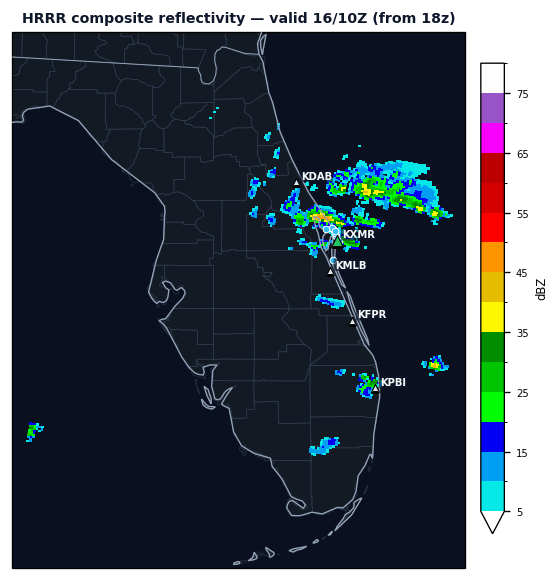 HRRR composite reflectivity — valid 16/10Z (from 18z)
75
65
55
45
35
25
15
5
dBZ
KDAB
KXMR
KMLB
KFPR
KPBI